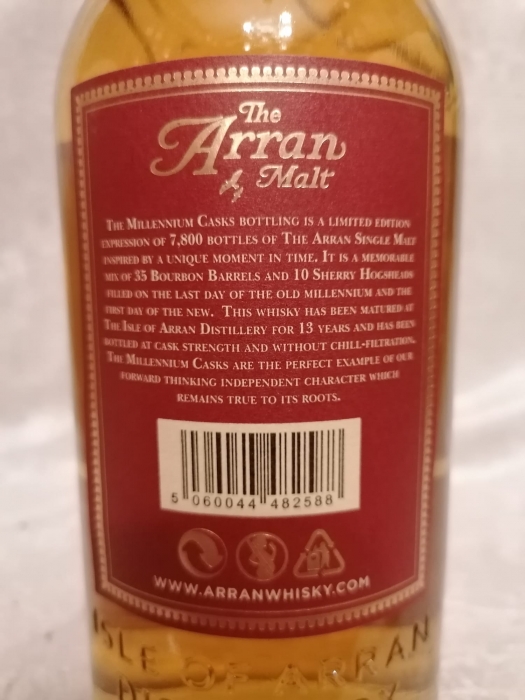 The
Arran
Malt
The Millennium Casks bottling is a limited edition
expression of 7,800 bottles of The Arran Single Malt
inspired by a unique moment in time. It is a memorable
mix of 35 Bourbon Barrels and 10 Sherry Hogsheads
filled on the last day of the old millennium and the
first day of the new. This whisky has been matured at
The Isle of Arran Distillery for 13 years and has been
bottled at cask strength and without chill-filtration.
The Millennium Casks are the perfect example of our
forward thinking independent character which
remains true to its roots.
5 060044 482588
www.arranwhisky.com
ISLE OF ARRAN